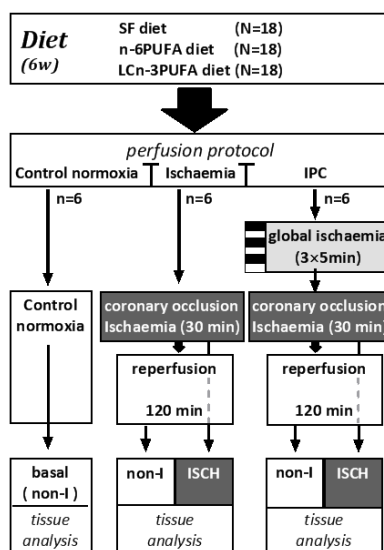 Diet
(6w)
SF diet (N=18)
n-6PUFA diet (N=18)
LCn-3PUFA diet (N=18)
perfusion protocol
Control normoxia Ischaemia IPC
n=6 n=6 n=6
global ischaemia
(3×5min)
Control
normoxia
coronary occlusion
Ischaemia (30 min)
coronary occlusion
Ischaemia (30 min)
reperfusion
120 min
reperfusion
120 min
basal
( non-I )
tissue
analysis
non-I ISCH
tissue
analysis
non-I ISCH
tissue
analysis